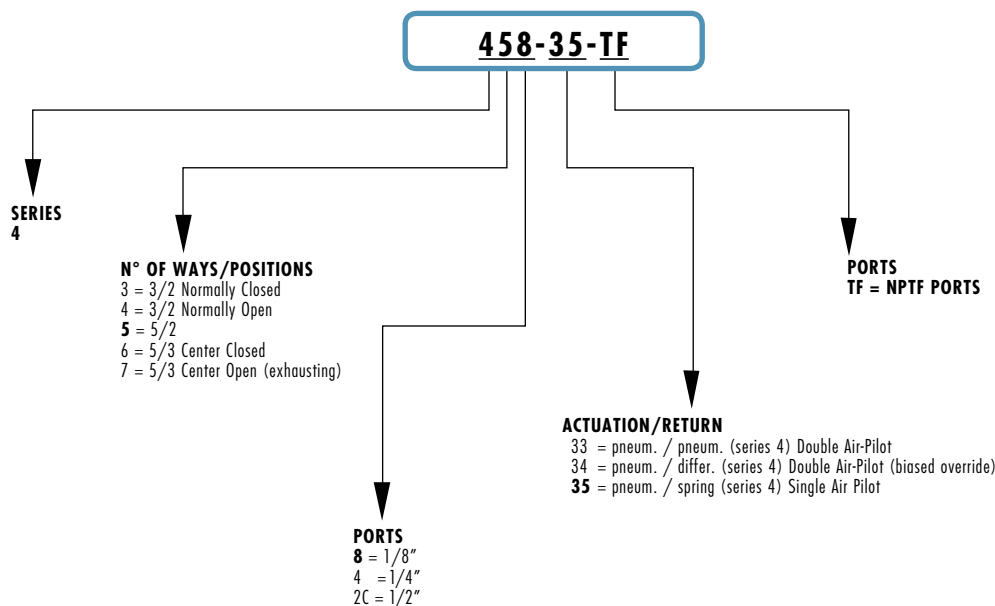 458-35-TF
SERIES
4
N° OF WAYS/POSITIONS
3 = 3/2 Normally Closed
4 = 3/2 Normally Open
5 = 5/2
6 = 5/3 Center Closed
7 = 5/3 Center Open (exhausting)
PORTS
8 = 1/8″
4 =1/4″
2C = 1/2″
ACTUATION/RETURN
33 = pneum. / pneum. (series 4) Double Air-Pilot
34 = pneum. / differ. (series 4) Double Air-Pilot (biased override)
35 = pneum. / spring (series 4) Single Air Pilot
PORTS
TF = NPTF PORTS